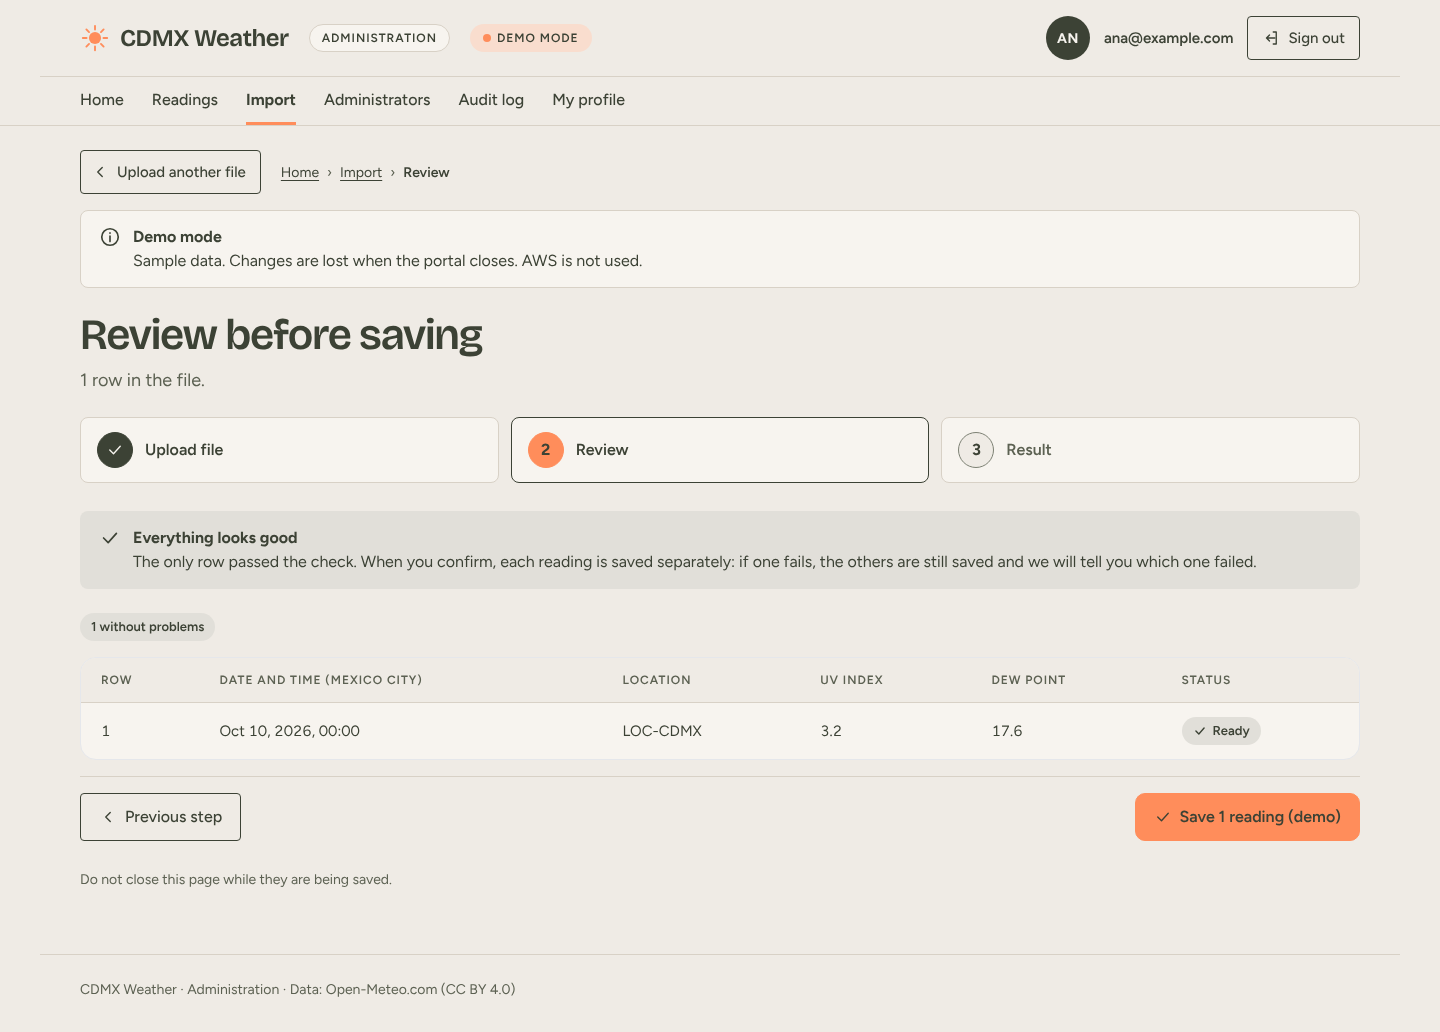 CDMX Weather
ADMINISTRATION
DEMO MODE
AN
ana@example.com
Sign out
Home
Readings
Import
Administrators
Audit log
My profile
Upload another file
Home › Import › Review
Demo mode
Sample data. Changes are lost when the portal closes. AWS is not used.
Review before saving
1 row in the file.
Upload file
2 Review
3 Result
Everything looks good
The only row passed the check. When you confirm, each reading is saved separately: if one fails, the others are still saved and we will tell you which one failed.
1 without problems
ROW DATE AND TIME (MEXICO CITY) LOCATION UV INDEX DEW POINT STATUS
1 Oct 10, 2026, 00:00 LOC-CDMX 3.2 17.6 Ready
Previous step
Save 1 reading (demo)
Do not close this page while they are being saved.
CDMX Weather · Administration · Data: Open-Meteo.com (CC BY 4.0)